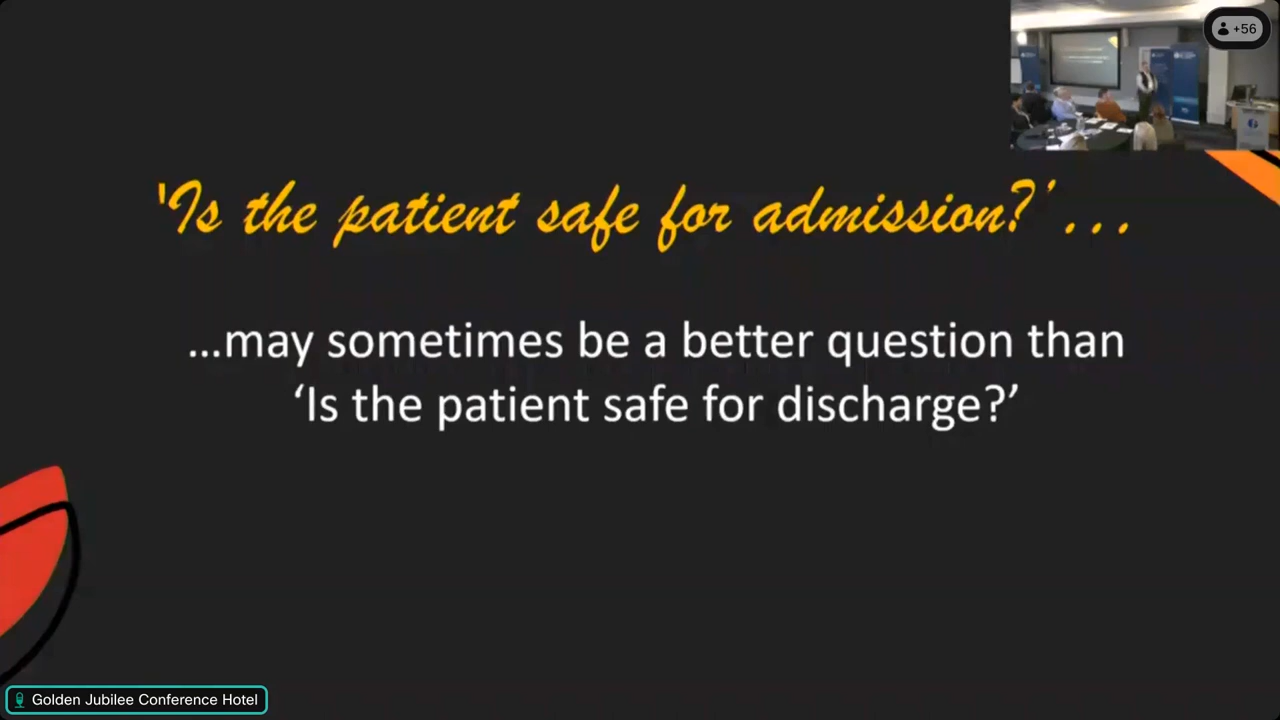 +56
'Is the patient safe for admission?' ...
...may sometimes be a better question than
‘Is the patient safe for discharge?’
Golden Jubilee Conference Hotel